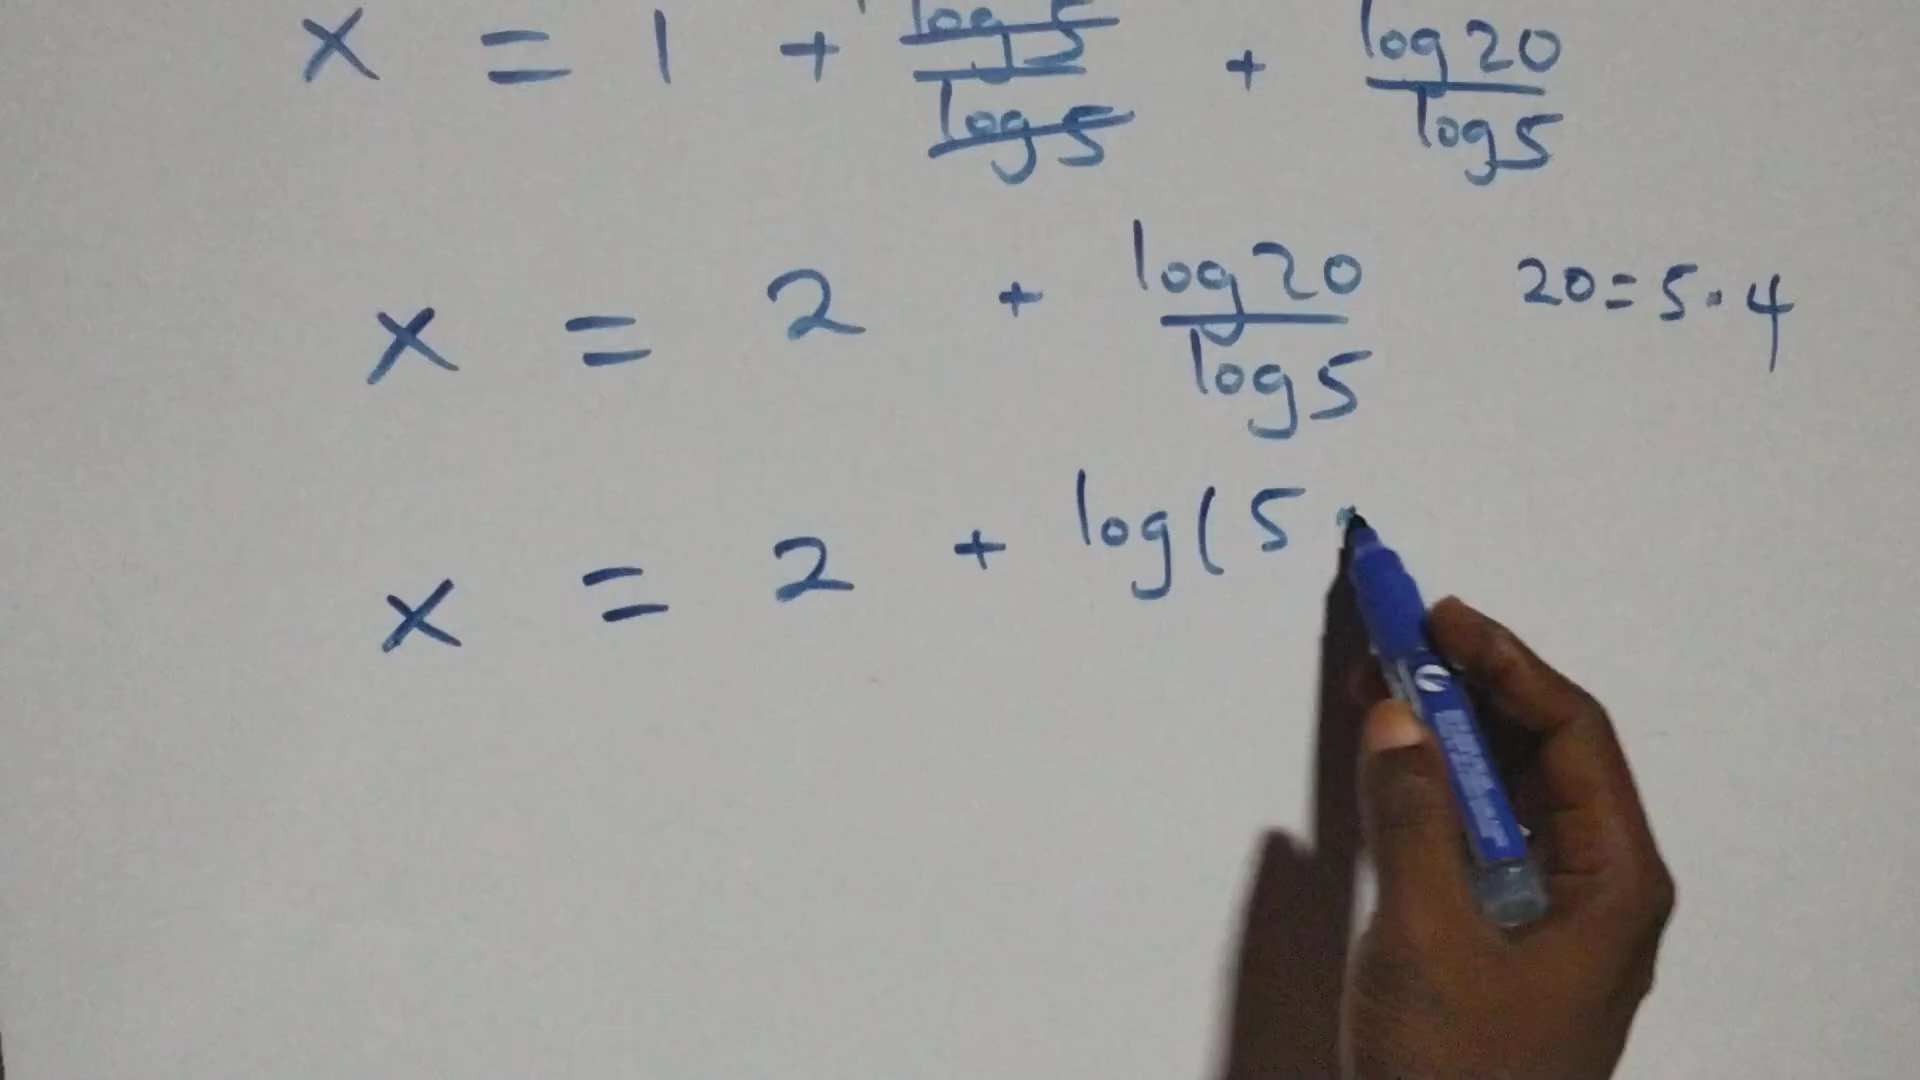 x = 1 + log 5 / log 5 + log 20 / log 5
x = 2 + log 20 / log 5 20 = 5 · 4
x = 2 + log( 5 ·